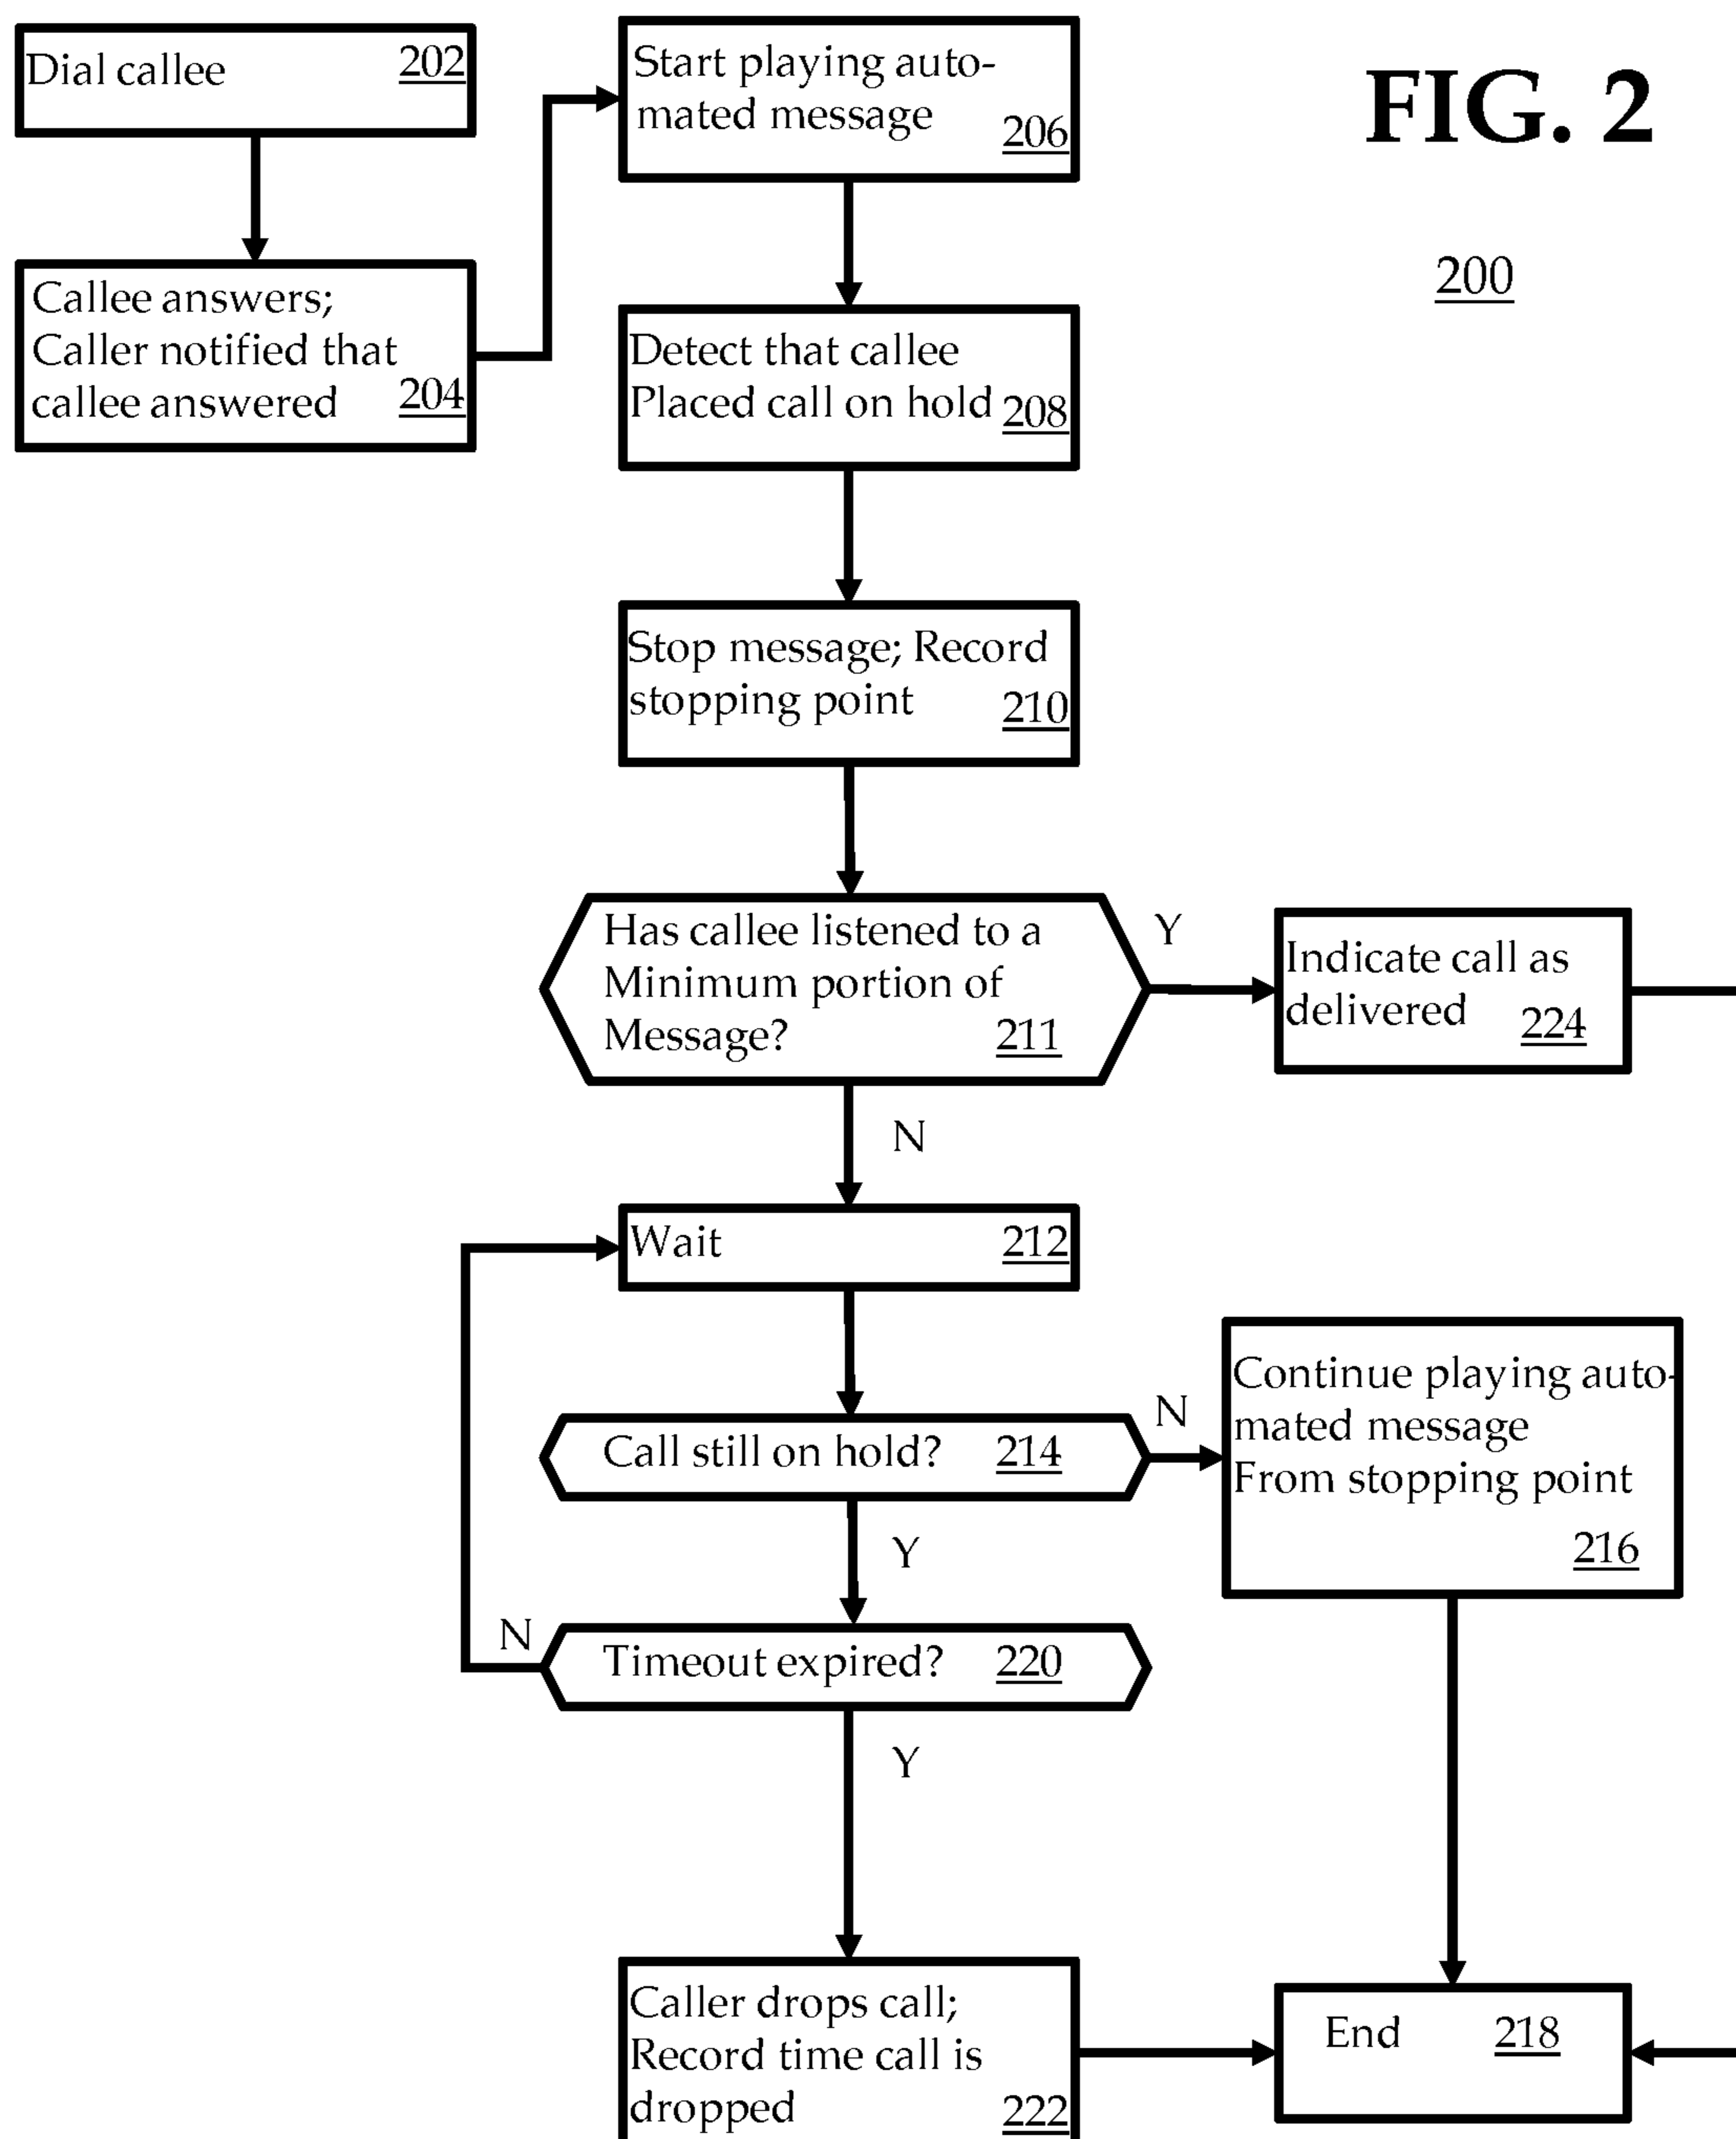 FIG. 2
200
Dial callee 202
Callee answers;
Caller notified that
callee answered 204
Start playing auto-
mated message 206
Detect that callee
Placed call on hold 208
Stop message; Record
stopping point 210
Has callee listened to a
Minimum portion of
Message? 211
Y
Indicate call as
delivered 224
N
Wait 212
Call still on hold? 214
N
Continue playing auto-
mated message
From stopping point
216
Y
Timeout expired? 220
N
Y
Caller drops call;
Record time call is
dropped 222
End 218